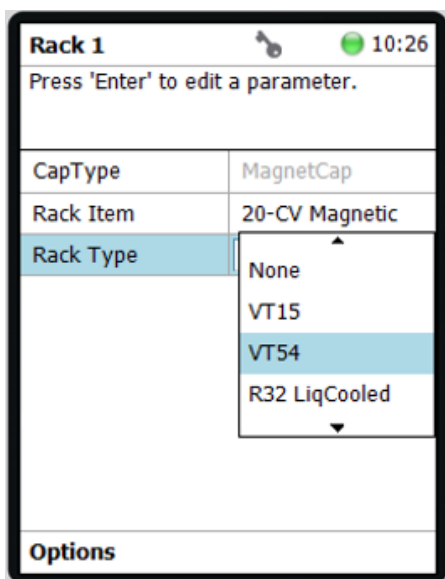 Rack 1 10:26
Press 'Enter' to edit a parameter.
CapType MagnetCap
Rack Item 20-CV Magnetic
Rack Type
None
VT15
VT54
R32 LiqCooled
Options